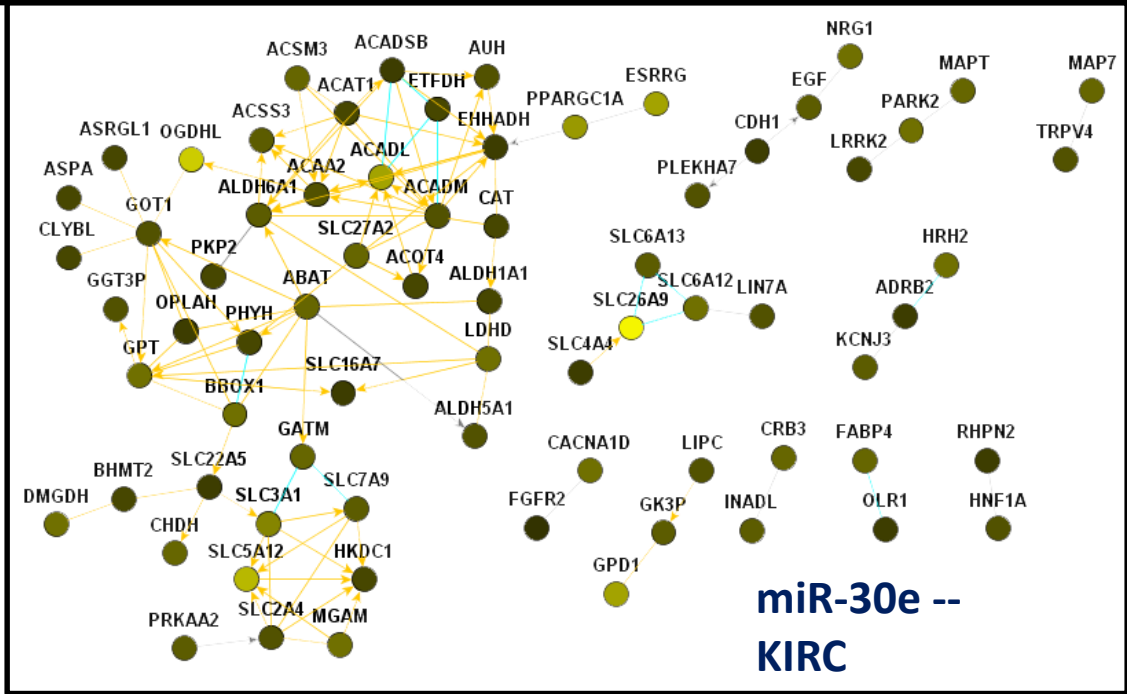 NRG1
ACADSB
ACSM3
AUH
MAPT
MAP7
EGF
ESRRG
ACAT1
ETFDH
PPARGC1A
PARK2
ACSS3
EHHADH
ASRGL1
OGDHL
CDH1
LRRK2
TRPV4
ACADL
ASPA
ACAA2
PLEKHA7
ALDH6A1
ACADM
CAT
GOT1
SLC27A2
CLYBL
PKP2
ACOT4
SLC6A13
HRH2
GGT3P
ABAT
ALDH1A1
SLC6A12
LIN7A
ADRB2
OPLAH
PHYH
SLC26A9
LDHD
KCNJ3
GPT
SLC16A7
SLC4A4
BBOX1
ALDH5A1
GATM
CACNA1D
LIPC
CRB3
FABP4
RHPN2
BHMT2
SLC22A5
SLC7A9
DMGDH
SLC3A1
FGFR2
GK3P
INADL
OLR1
HNF1A
CHDH
SLC5A12
HKDC1
GPD1
SLC2A4
MGAM
PRKAA2
miR-30e --
KIRC